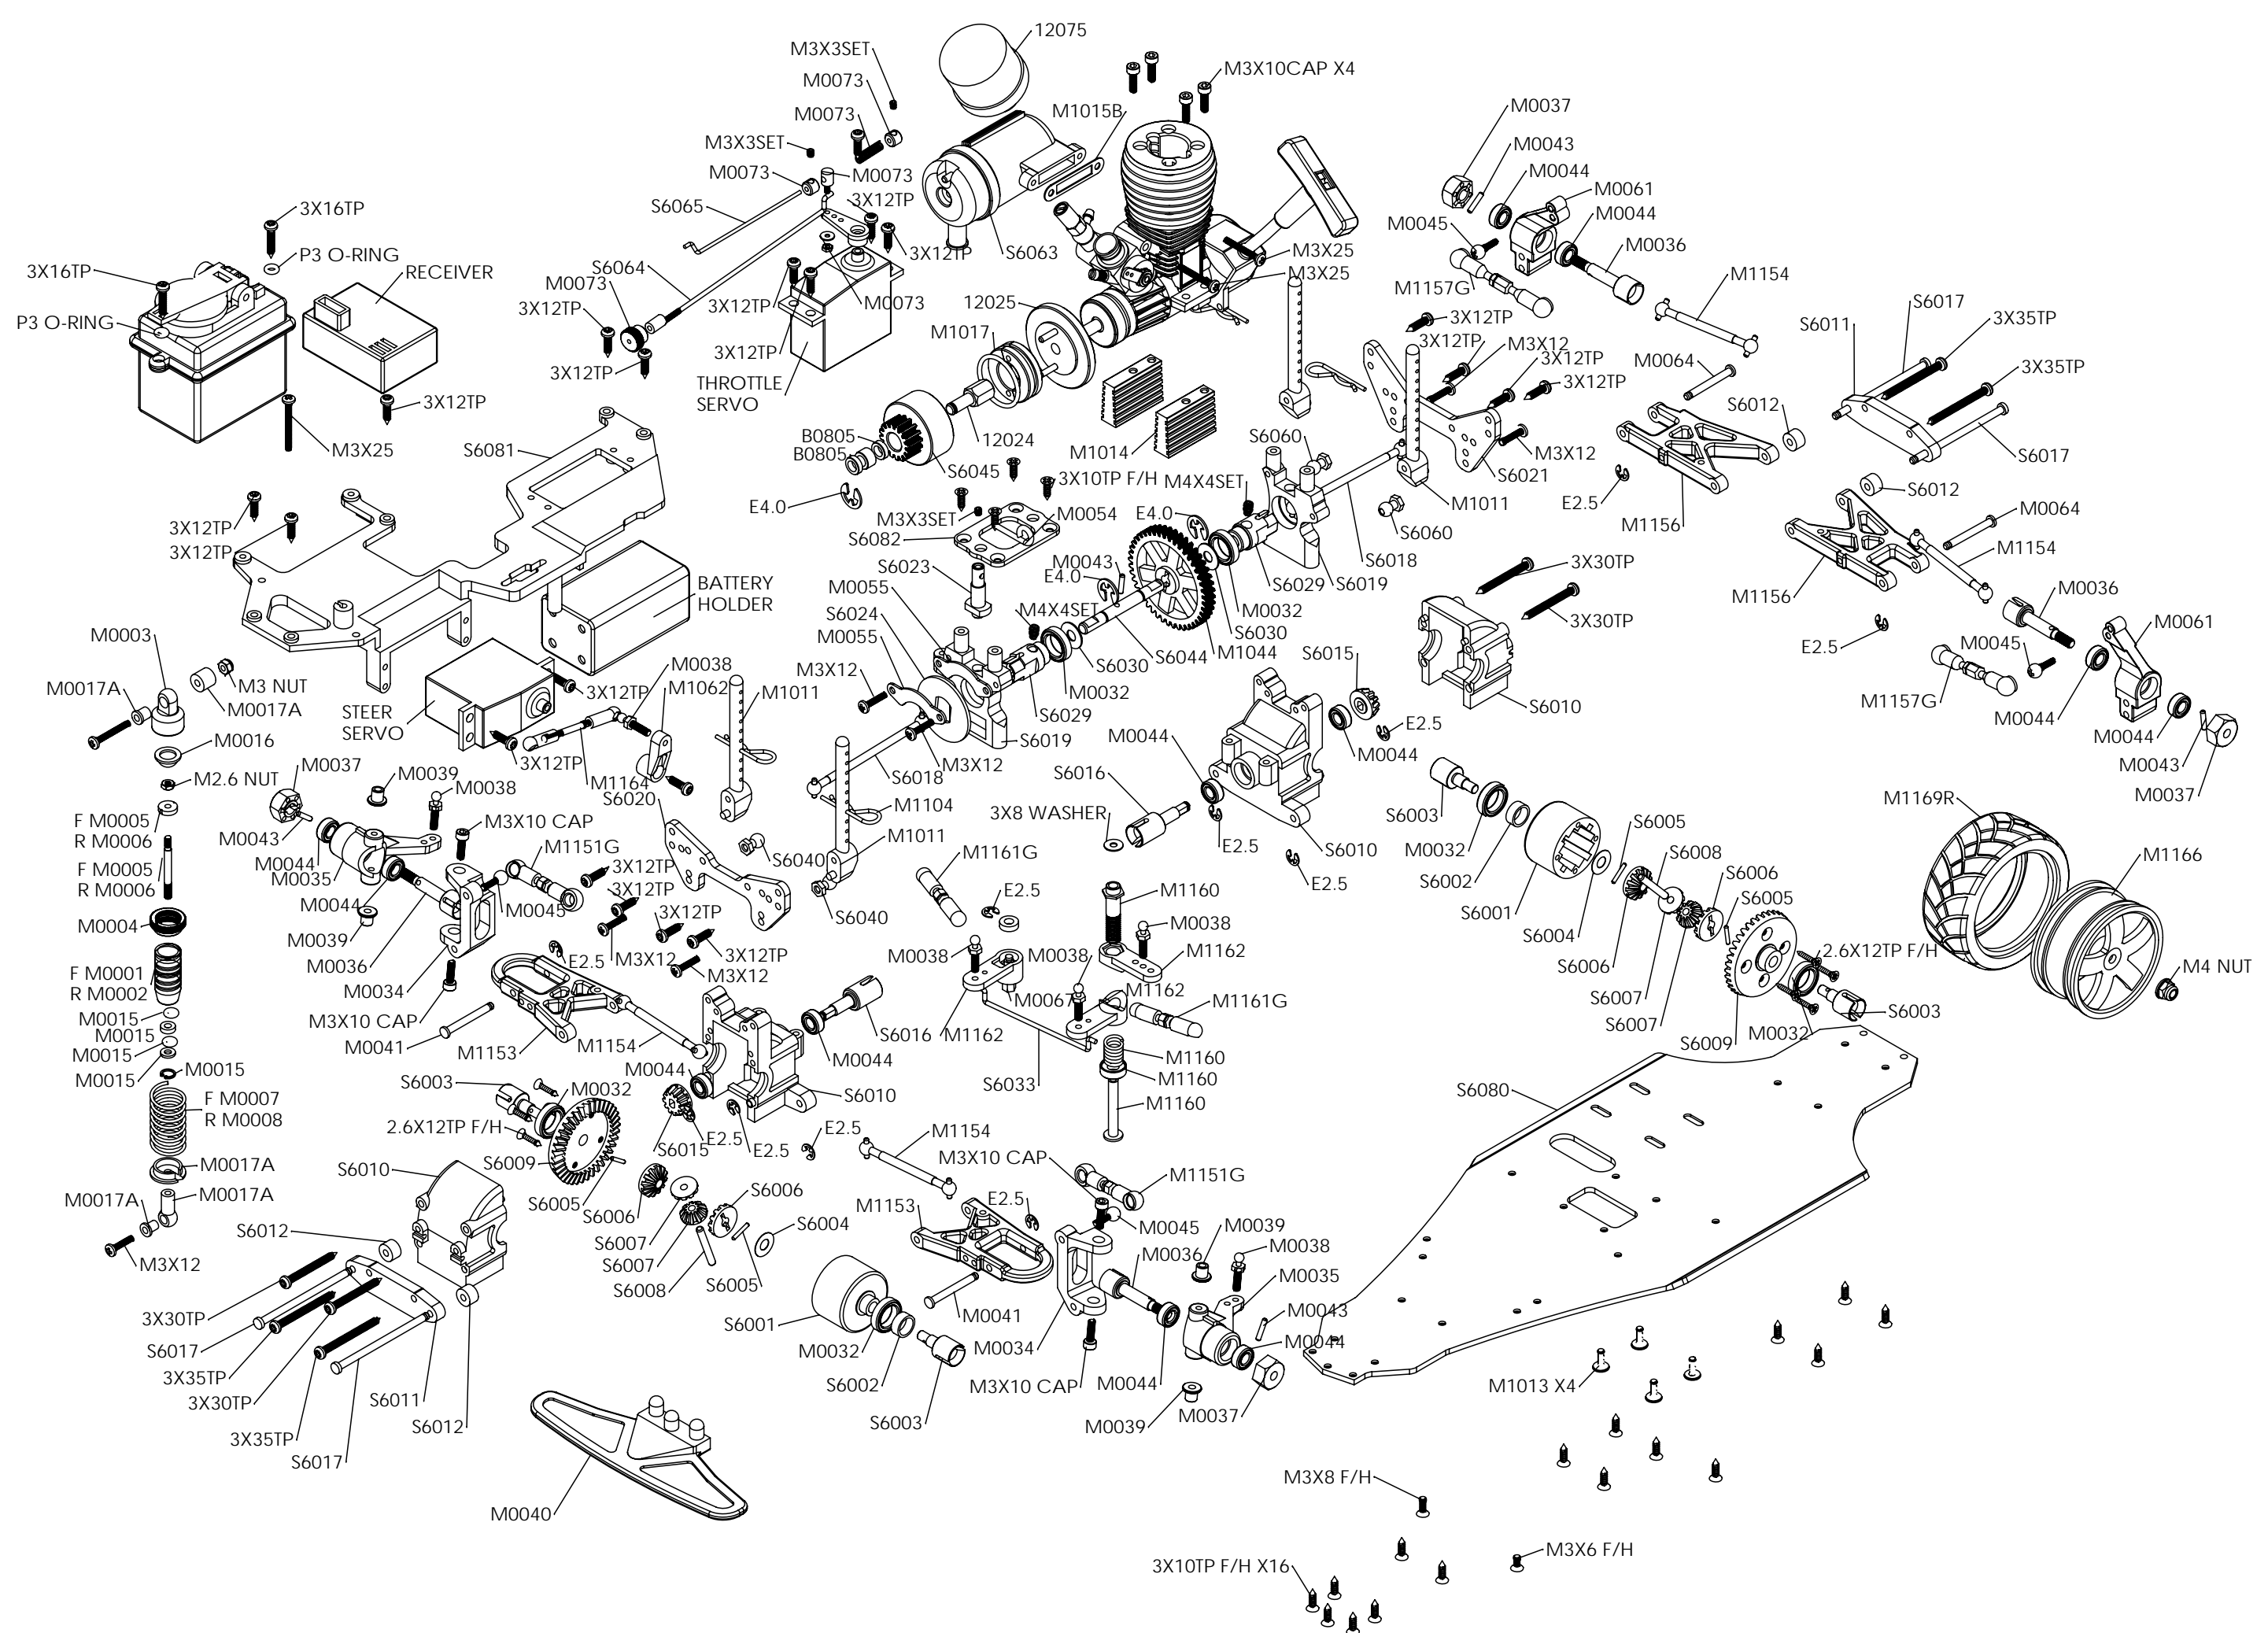 12075
M3X3SET
M0073
M0073
M3X3SET
M0073
M0073
S6065
3X12TP
3X12TP
M1015B
M3X10CAP X4
S6063
M3X25
M3X25
3X16TP
P3 O-RING
RECEIVER
3X16TP
P3 O-RING
3X12TP
M3X25
S6064
M0073
3X12TP
3X12TP
3X12TP
3X12TP
M0073
THROTTLE
SERVO
12025
M1017
12024
B0805
B0805
S6045
E4.0
M1014
M0037
M0043
M0044
M0061
M0044
M0045
M0036
M1157G
M1154
3X12TP
3X12TP
M3X12
3X12TP
3X12TP
M3X12
S6021
M1011
S6060
S6060
S6018
S6019
S6029
M4X4SET
E4.0
M0032
S6030
M1044
S6044
S6011
S6017
3X35TP
3X35TP
S6017
M0064
S6012
E2.5
M1156
S6012
M0064
M1154
M1156
E2.5
M0036
M0061
M0045
M0044
M1157G
M0044
M0043
M0037
S6081
3X12TP
3X12TP
BATTERY
HOLDER
3X10TP F/H
M3X3SET
M0054
S6082
S6023
M0043
E4.0
M0055
S6024
M0055
M4X4SET
M3X12
S6030
M0032
S6029
S6019
M3X12
S6018
3X30TP
3X30TP
S6010
S6015
E2.5
M0044
M0044
S6016
3X8 WASHER
E2.5
S6010
E2.5
M0003
M0017A
M3 NUT
M0017A
M0016
M2.6 NUT
F M0005
R M0006
F M0005
R M0006
M0004
F M0001
R M0002
M0015
M0015
M0015
M0015
M0015
F M0007
R M0008
M0017A
M0017A
M0017A
M3X12
STEER
SERVO
3X12TP
3X12TP
M0038
M1062
M1011
M1164
S6020
M1104
M1011
S6040
S6040
M0037
M0039
M0038
M0043
M0044
M0035
M3X10 CAP
M1151G
M0045
M0044
M0039
M0036
M0034
M3X10 CAP
M0041
3X12TP
3X12TP
3X12TP
3X12TP
M3X12
M3X12
E2.5
M1153
M1154
S6016
M0044
M0044
S6010
M1161G
E2.5
M0038
M0038
M0067
M1162
S6033
M1160
M0038
M1162
M1162
M1161G
M1160
M1160
M1160
S6003
M0032
S6002
S6001
S6004
S6005
S6008
S6006
S6005
S6006
S6007
S6007
2.6X12TP F/H
S6009
M0032
S6003
M1169R
M1166
M4 NUT
S6080
S6003
M0032
2.6X12TP F/H
S6009
S6005
S6015
E2.5
E2.5
E2.5
S6006
S6007
S6007
S6008
S6006
S6005
S6004
S6001
M0032
S6002
S6003
S6010
S6012
3X30TP
S6017
3X35TP
3X30TP
3X35TP
S6017
S6011
S6012
M0040
M1154
M3X10 CAP
M1151G
M1153
E2.5
M0045
M0041
M0034
M3X10 CAP
M0036
M0039
M0038
M0035
M0043
M0044
M0044
M0039
M0037
M1013 X4
M3X8 F/H
M3X6 F/H
3X10TP F/H X16